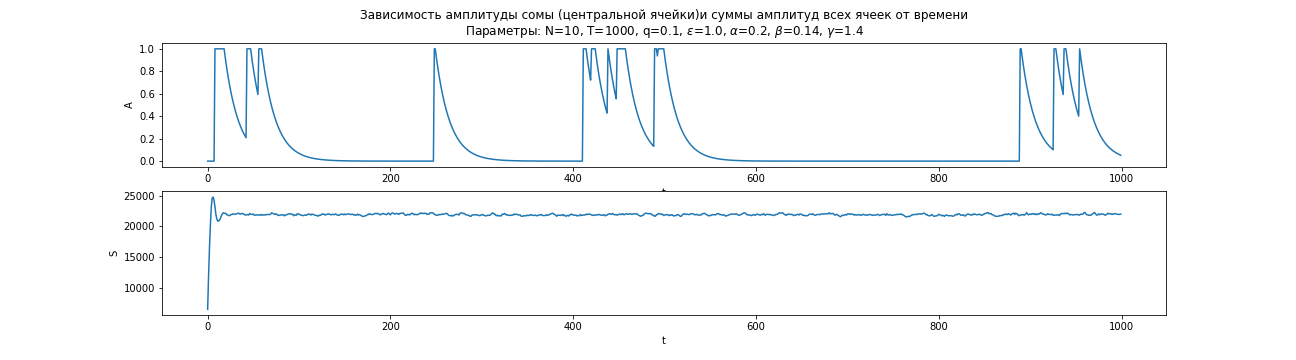 Зависимость амплитуды сомы (центральной ячейки)и суммы амплитуд всех ячеек от времени
Параметры: N=10, T=1000, q=0.1, ε=1.0, α=0.2, β=0.14, γ=1.4
1.0
0.8
0.6
0.4
0.2
0.0
A
0 200 400 600 800 1000
25000
20000
15000
10000
S
0 200 400 600 800 1000
t